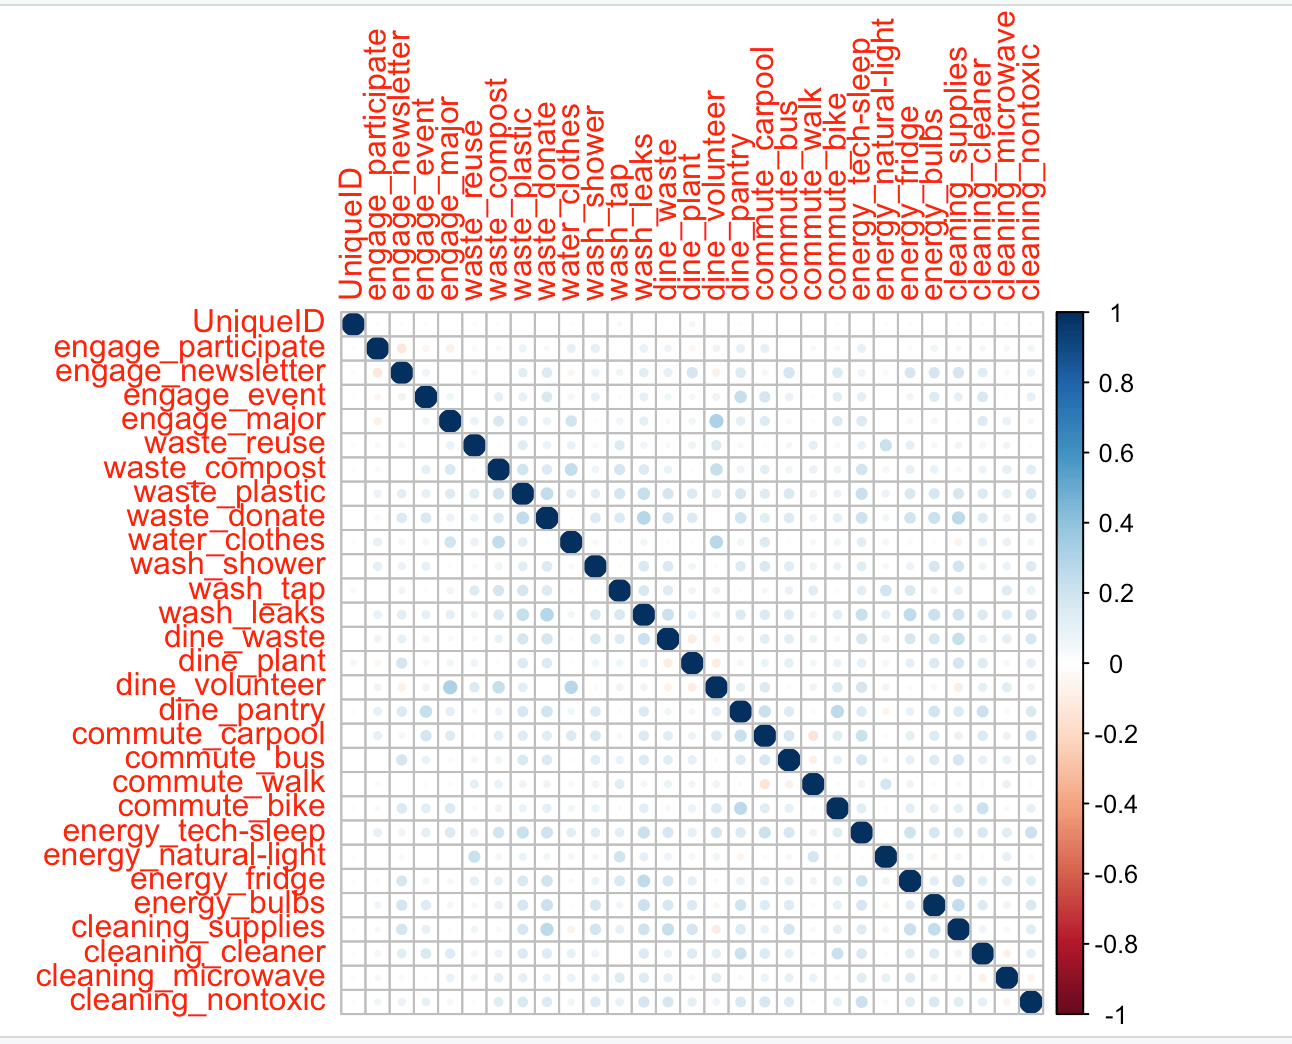 UniqueID
engage_participate
engage_newsletter
engage_event
engage_major
waste_reuse
waste_compost
waste_plastic
waste_donate
water_clothes
wash_shower
wash_tap
wash_leaks
dine_waste
dine_plant
dine_volunteer
dine_pantry
commute_carpool
commute_bus
commute_walk
commute_bike
energy_tech-sleep
energy_natural-light
energy_fridge
energy_bulbs
cleaning_supplies
cleaning_cleaner
cleaning_microwave
cleaning_nontoxic
UniqueID
engage_participate
engage_newsletter
engage_event
engage_major
waste_reuse
waste_compost
waste_plastic
waste_donate
water_clothes
wash_shower
wash_tap
wash_leaks
dine_waste
dine_plant
dine_volunteer
dine_pantry
commute_carpool
commute_bus
commute_walk
commute_bike
energy_tech-sleep
energy_natural-light
energy_fridge
energy_bulbs
cleaning_supplies
cleaning_cleaner
cleaning_microwave
cleaning_nontoxic
1
0.8
0.6
0.4
0.2
0
-0.2
-0.4
-0.6
-0.8
-1